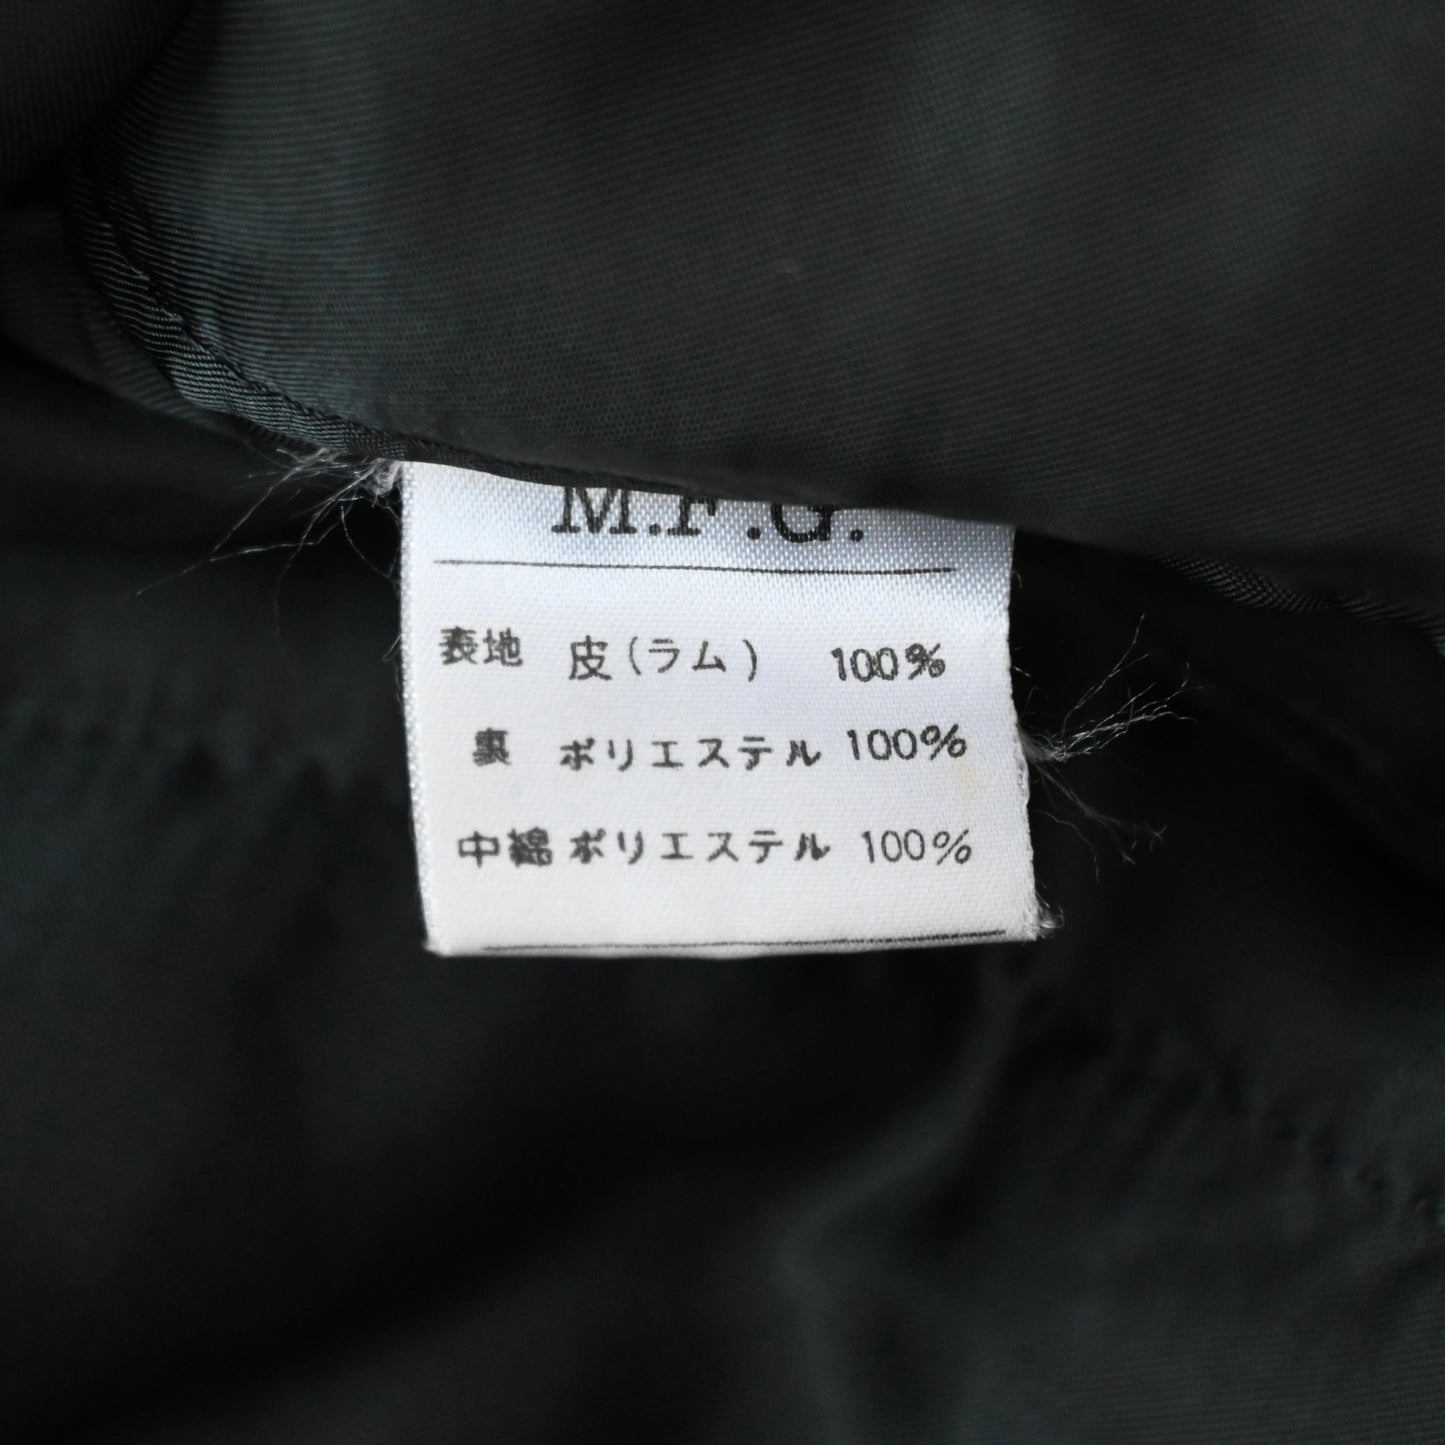 M.F.G.
表地 皮(ラム) 100%
裏 ポリエステル 100%
中綿 ポリエステル 100%